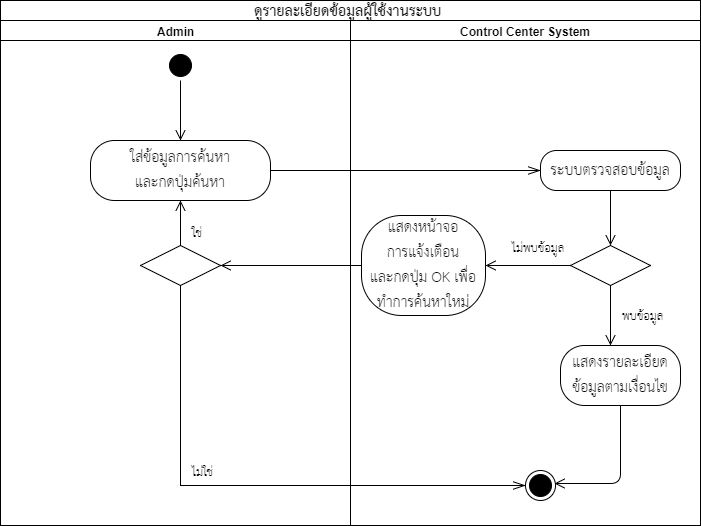 ดูรายละเอียดข้อมูลผู้ใช้งานระบบ
Admin
Control Center System
ใส่ข้อมูลการค้นหา
และกดปุ่มค้นหา
ระบบตรวจสอบข้อมูล
ใช่
แสดงหน้าจอ
การแจ้งเตือน
และกดปุ่ม OK เพื่อ
ทำการค้นหาใหม่
ไม่พบข้อมูล
พบข้อมูล
แสดงรายละเอียด
ข้อมูลตามเงื่อนไข
ไม่ใช่